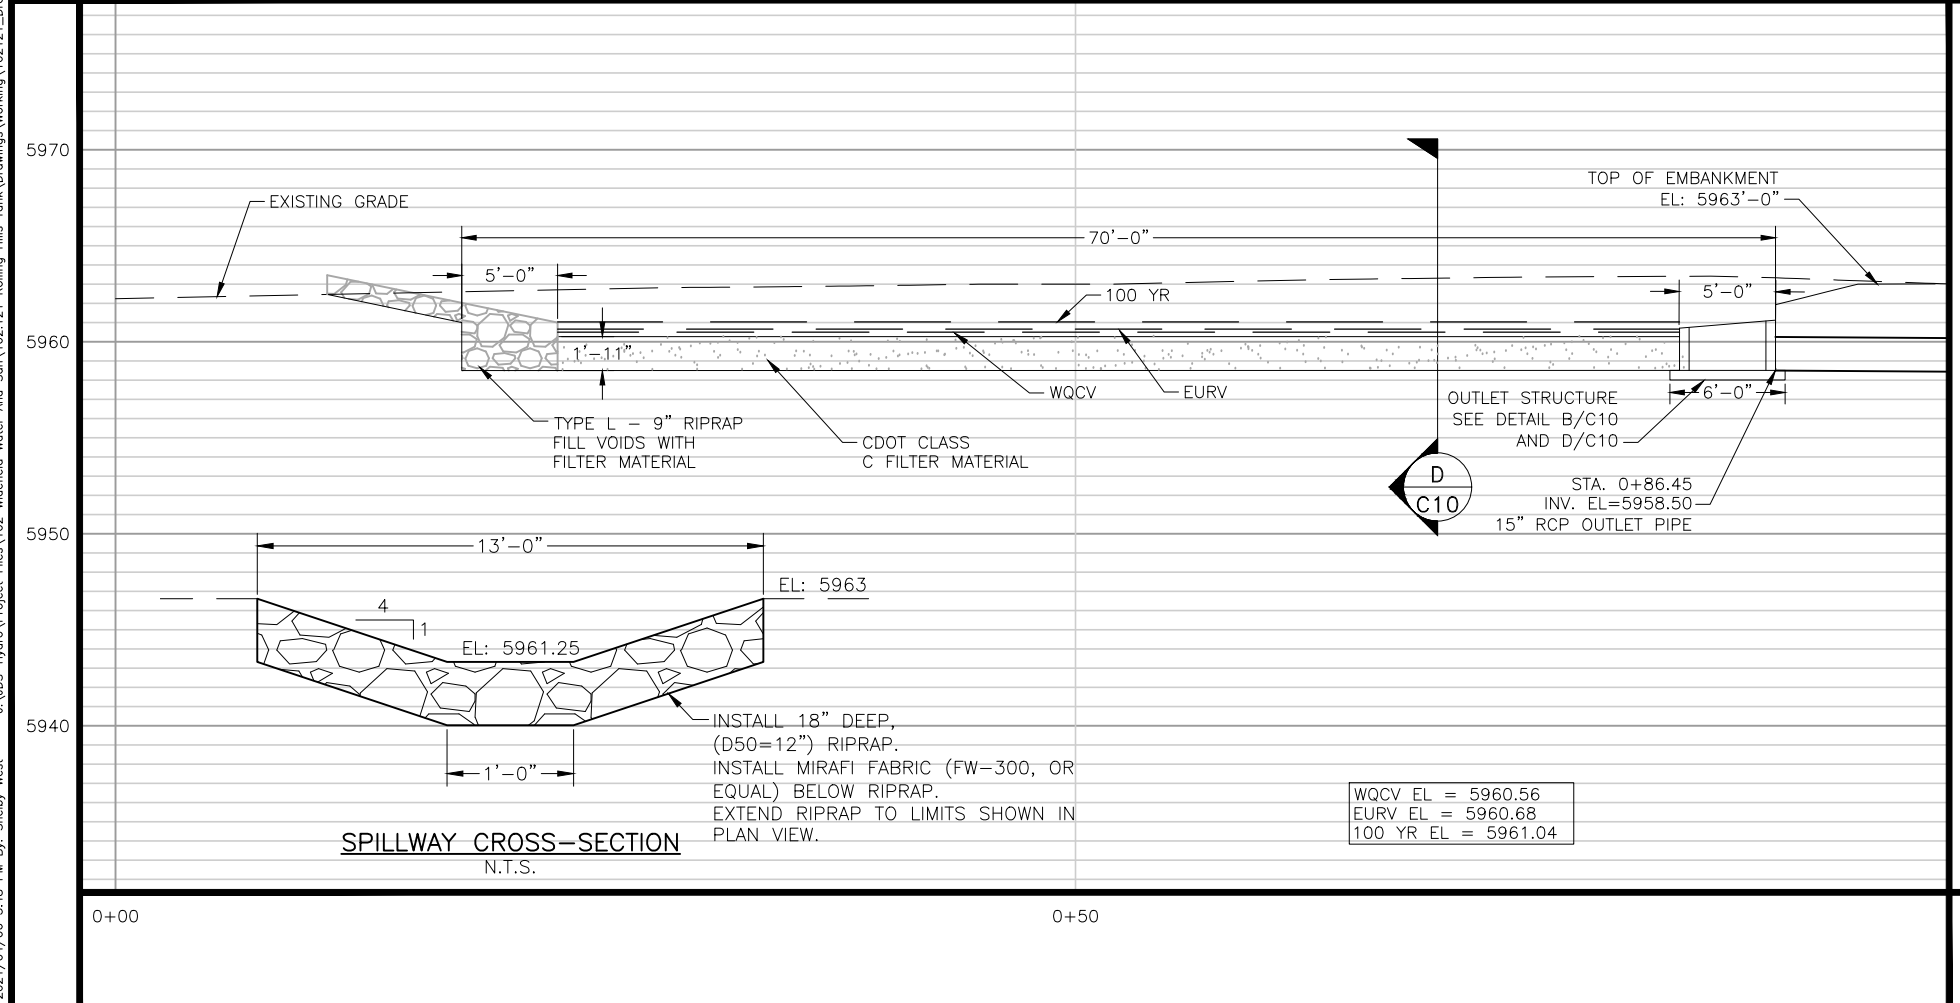 5970
5960
5950
5940
EXISTING GRADE
70'-0"
5'-0"
100 YR
TOP OF EMBANKMENT
EL: 5963'-0"
5'-0"
1'-11"
WQCV
EURV
TYPE L - 9" RIPRAP
FILL VOIDS WITH
FILTER MATERIAL
CDOT CLASS
C FILTER MATERIAL
6'-0"
OUTLET STRUCTURE
SEE DETAIL B/C10
AND D/C10
D
C10
STA. 0+86.45
INV. EL=5958.50
15" RCP OUTLET PIPE
13'-0"
EL: 5963
4
1
EL: 5961.25
INSTALL 18" DEEP,
(D50=12") RIPRAP.
INSTALL MIRAFI FABRIC (FW-300, OR
EQUAL) BELOW RIPRAP.
EXTEND RIPRAP TO LIMITS SHOWN IN
PLAN VIEW.
1'-0"
SPILLWAY CROSS-SECTION
N.T.S.
WQCV EL = 5960.56
EURV EL = 5960.68
100 YR EL = 5961.04
0+00
0+50